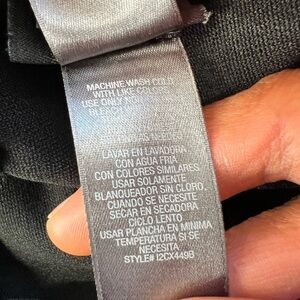 MACHINE WASH COLD
WITH LIKE COLORS
USE ONLY NON
BLEACH
LAVAR EN LAVADORA
CON AGUA FRIA
CON COLORES SIMILARES
USAR SOLAMENTE
BLANQUEADOR SIN CLORO.
CUANDO SE NECESITE
SECAR EN SECADORA
CICLO LENTO
USAR PLANCHA EN MINIMA
TEMPERATURA SI SE
NECESITA
STYLE# I2CX449B